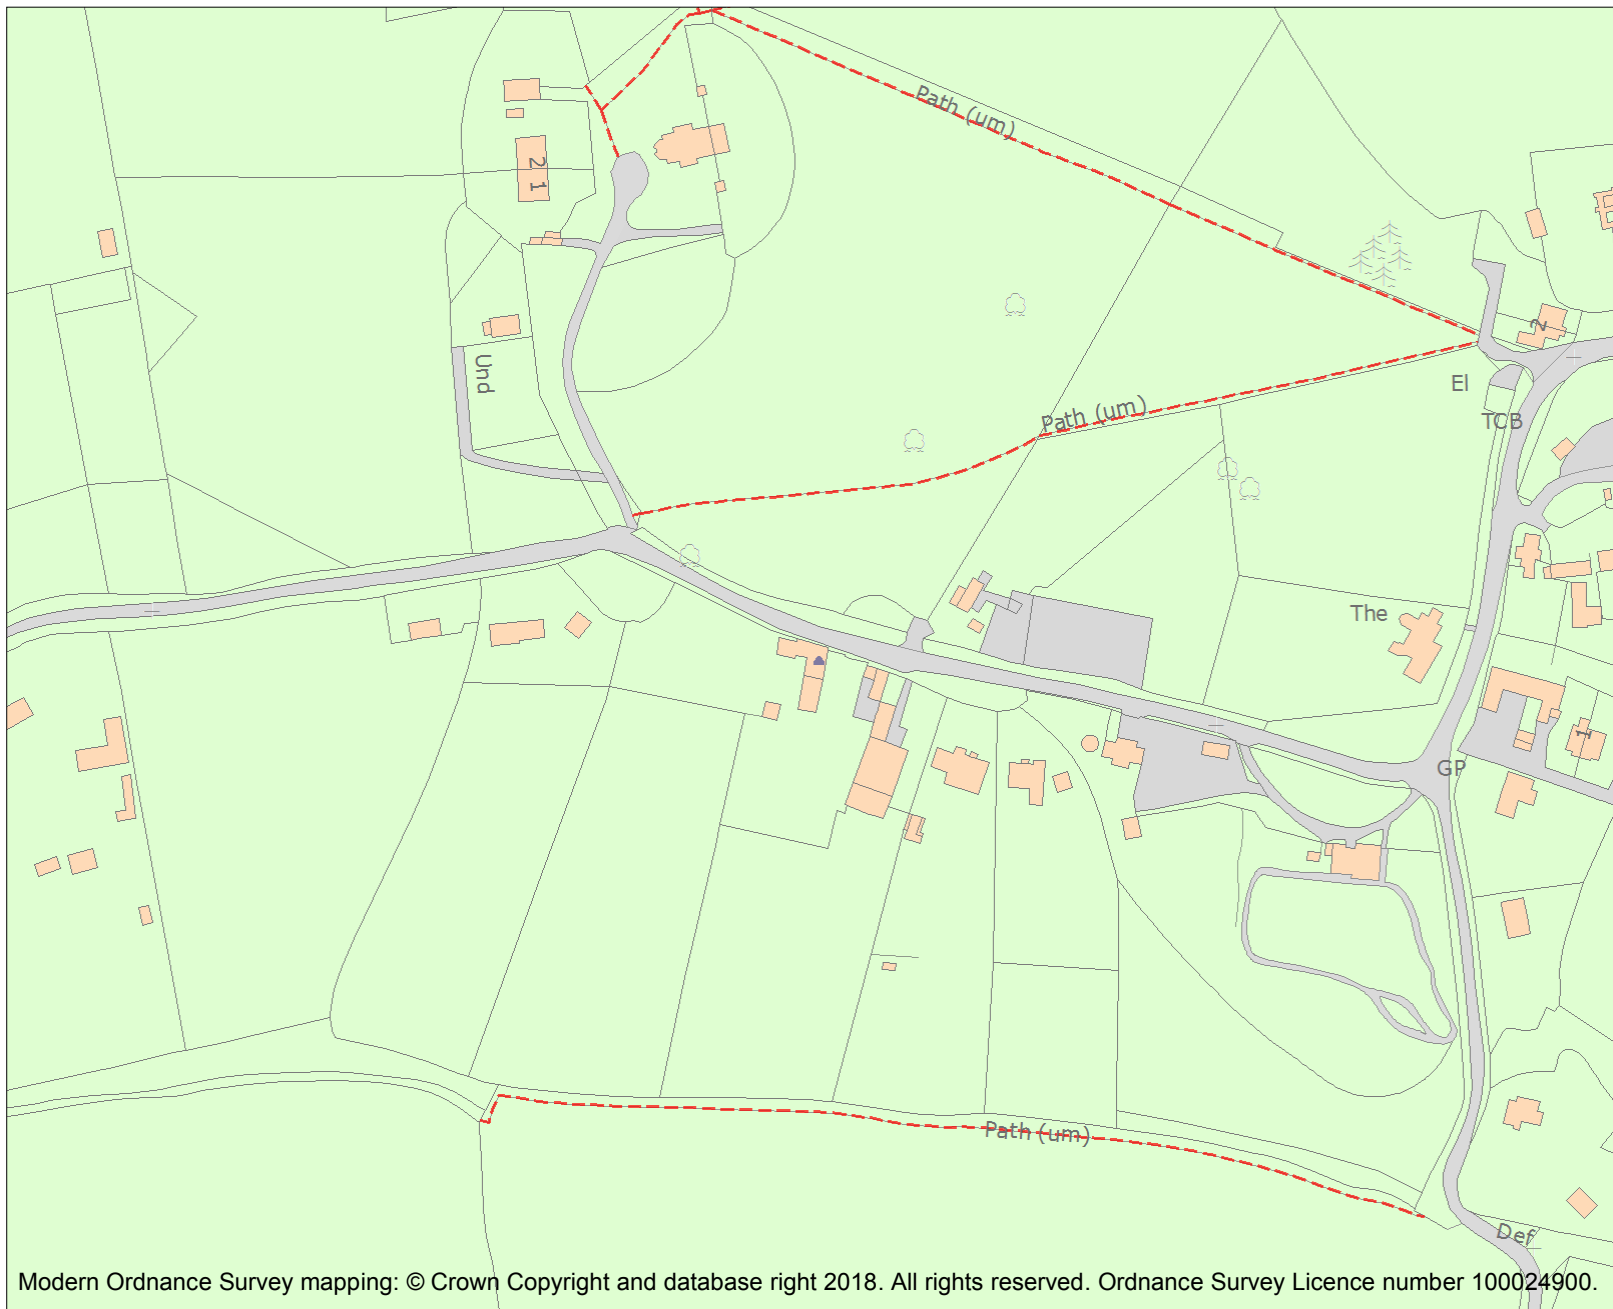 Path (um)
2
1
2
Und
El
Path (um)
TCB
The
1
GP
Path (um)
Def
Modern Ordnance Survey mapping: © Crown Copyright and database right 2018. All rights reserved. Ordnance Survey Licence number 100024900.